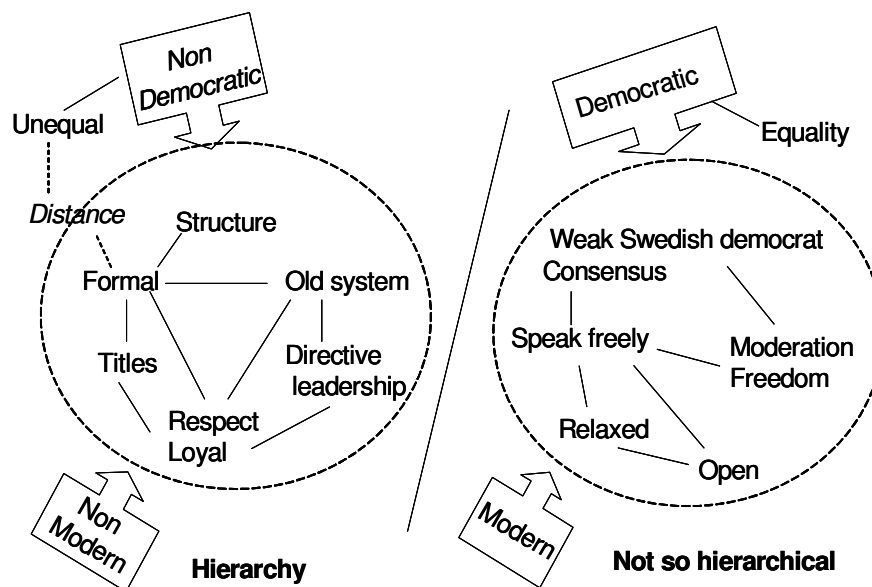 Non
Democratic
Unequal
Distance
Structure
Formal
Old system
Titles
Directive
leadership
Respect
Loyal
Non
Modern
Hierarchy
Democratic
Equality
Weak Swedish democrat
Consensus
Speak freely
Moderation
Freedom
Relaxed
Open
Modern
Not so hierarchical